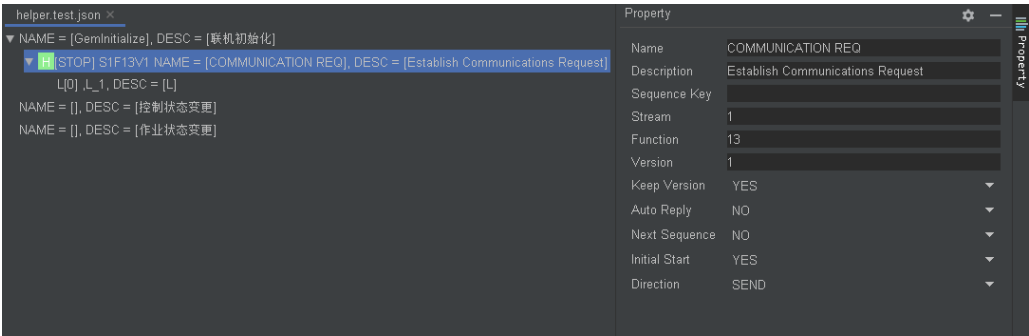 helper.test.json ×
NAME = [GemInitialize], DESC = [联机初始化]
H [STOP] S1F13V1 NAME = [COMMUNICATION REQ], DESC = [Establish Communications Request]
L[0] ,L_1, DESC = [L]
NAME = [], DESC = [控制状态变更]
NAME = [], DESC = [作业状态变更]
Property
Name COMMUNICATION REQ
Description Establish Communications Request
Sequence Key
Stream 1
Function 13
Version 1
Keep Version YES
Auto Reply NO
Next Sequence NO
Initial Start YES
Direction SEND
Property